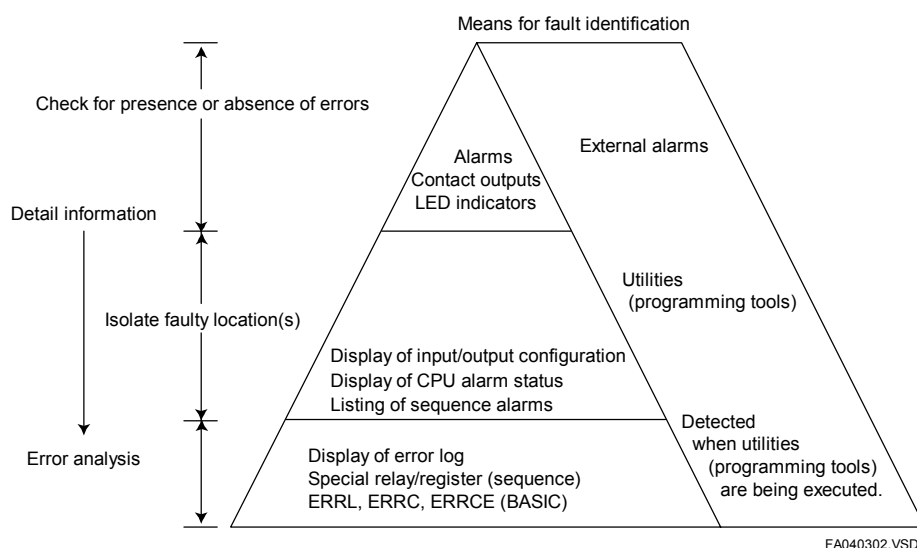 Means for fault identification
Check for presence or absence of errors
Alarms
Contact outputs
LED indicators
External alarms
Detail information
Isolate faulty location(s)
Utilities
(programming tools)
Display of input/output configuration
Display of CPU alarm status
Listing of sequence alarms
Error analysis
Display of error log
Special relay/register (sequence)
ERRL, ERRC, ERRCE (BASIC)
Detected
when utilities
(programming tools)
are being executed.
FA040302.VSD